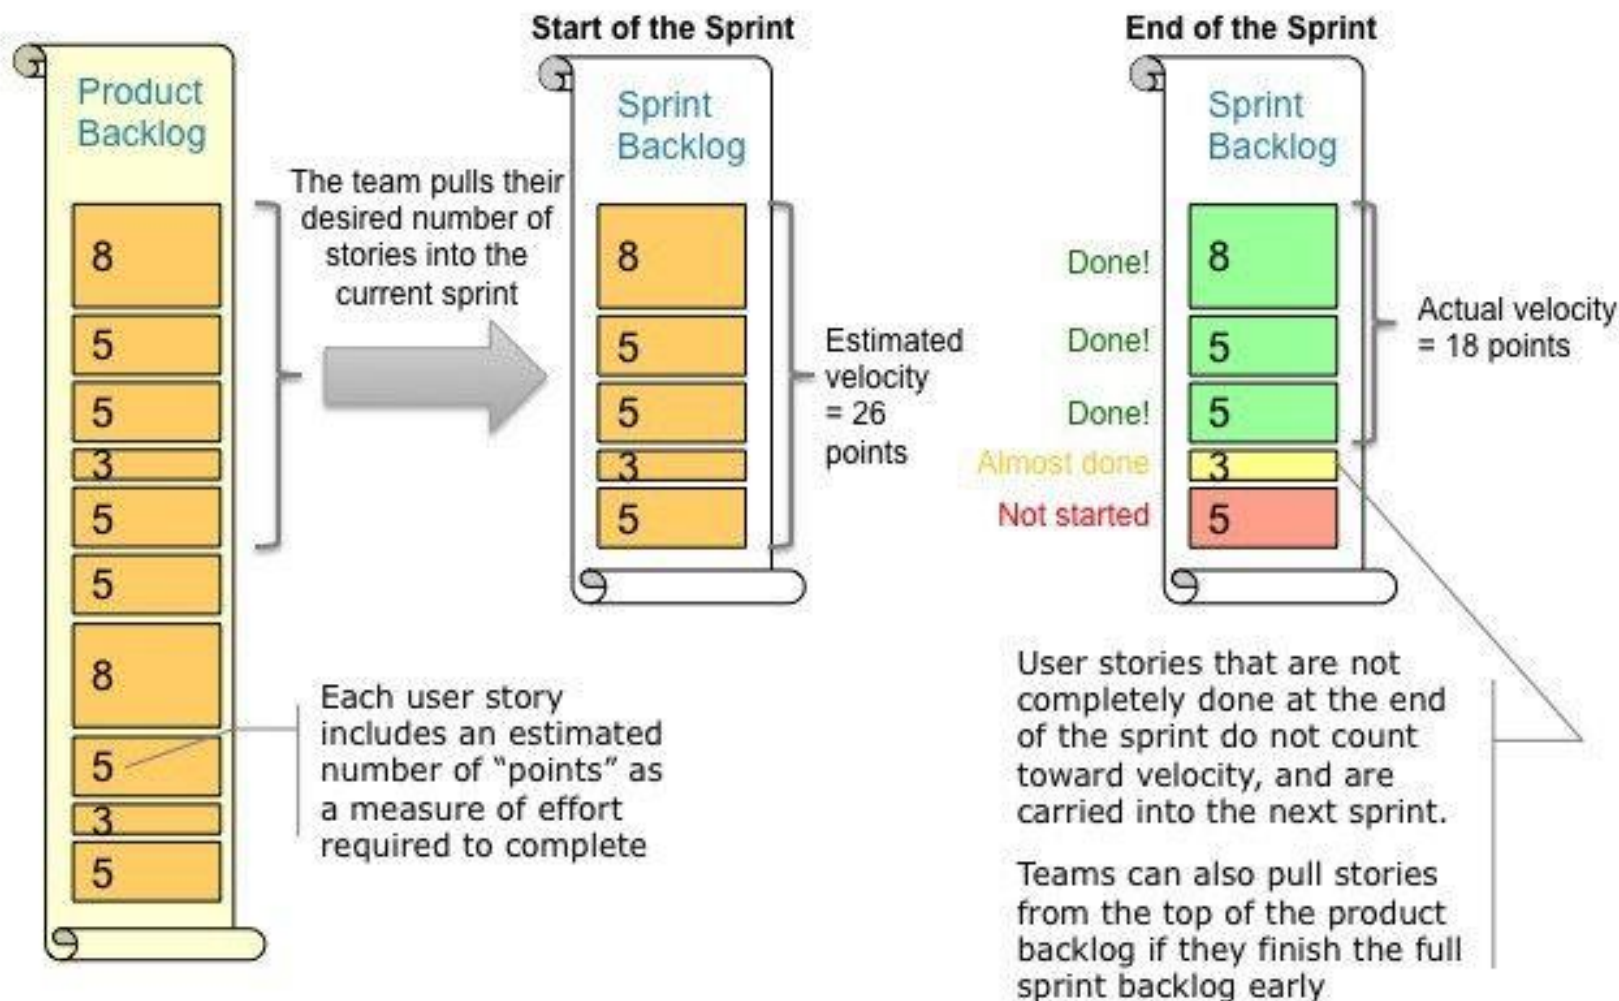 Product
Backlog
8
5
5
3
5
5
8
5
3
5
The team pulls their
desired number of
stories into the
current sprint
Each user story
includes an estimated
number of “points” as
a measure of effort
required to complete
Start of the Sprint
Sprint
Backlog
8
5
5
3
5
Estimated
velocity
= 26
points
End of the Sprint
Sprint
Backlog
Done! 8
Done! 5
Done! 5
Almost done 3
Not started 5
Actual velocity
= 18 points
User stories that are not
completely done at the end
of the sprint do not count
toward velocity, and are
carried into the next sprint.
Teams can also pull stories
from the top of the product
backlog if they finish the full
sprint backlog early